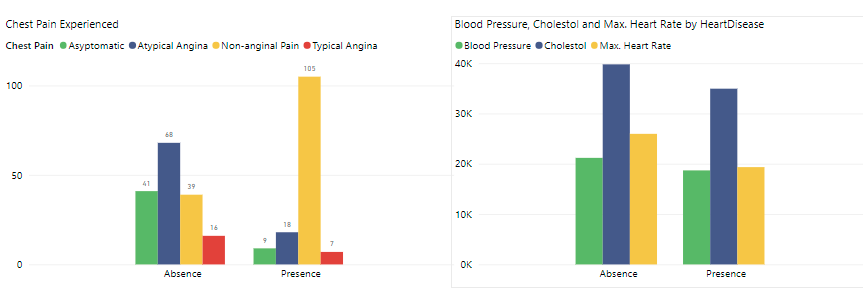 Chest Pain Experienced
Chest Pain Asyptomatic Atypical Angina Non-anginal Pain Typical Angina
100
50
0
41
68
39
16
9
18
105
7
Absence
Presence
Blood Pressure, Cholestol and Max. Heart Rate by HeartDisease
Blood Pressure Cholestol Max. Heart Rate
40K
30K
20K
10K
0K
Absence
Presence